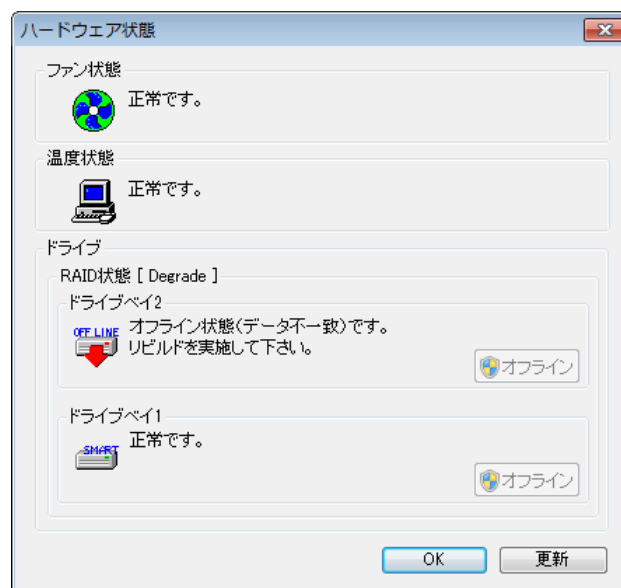 ハードウェア状態
ファン状態
正常です。
温度状態
正常です。
ドライブ
RAID状態 [ Degrade ]
ドライブベイ2
OFF LINE
オフライン状態(データ不一致)です。
リビルドを実施して下さい。
オフライン
ドライブベイ1
SMART
正常です。
オフライン
OK
更新